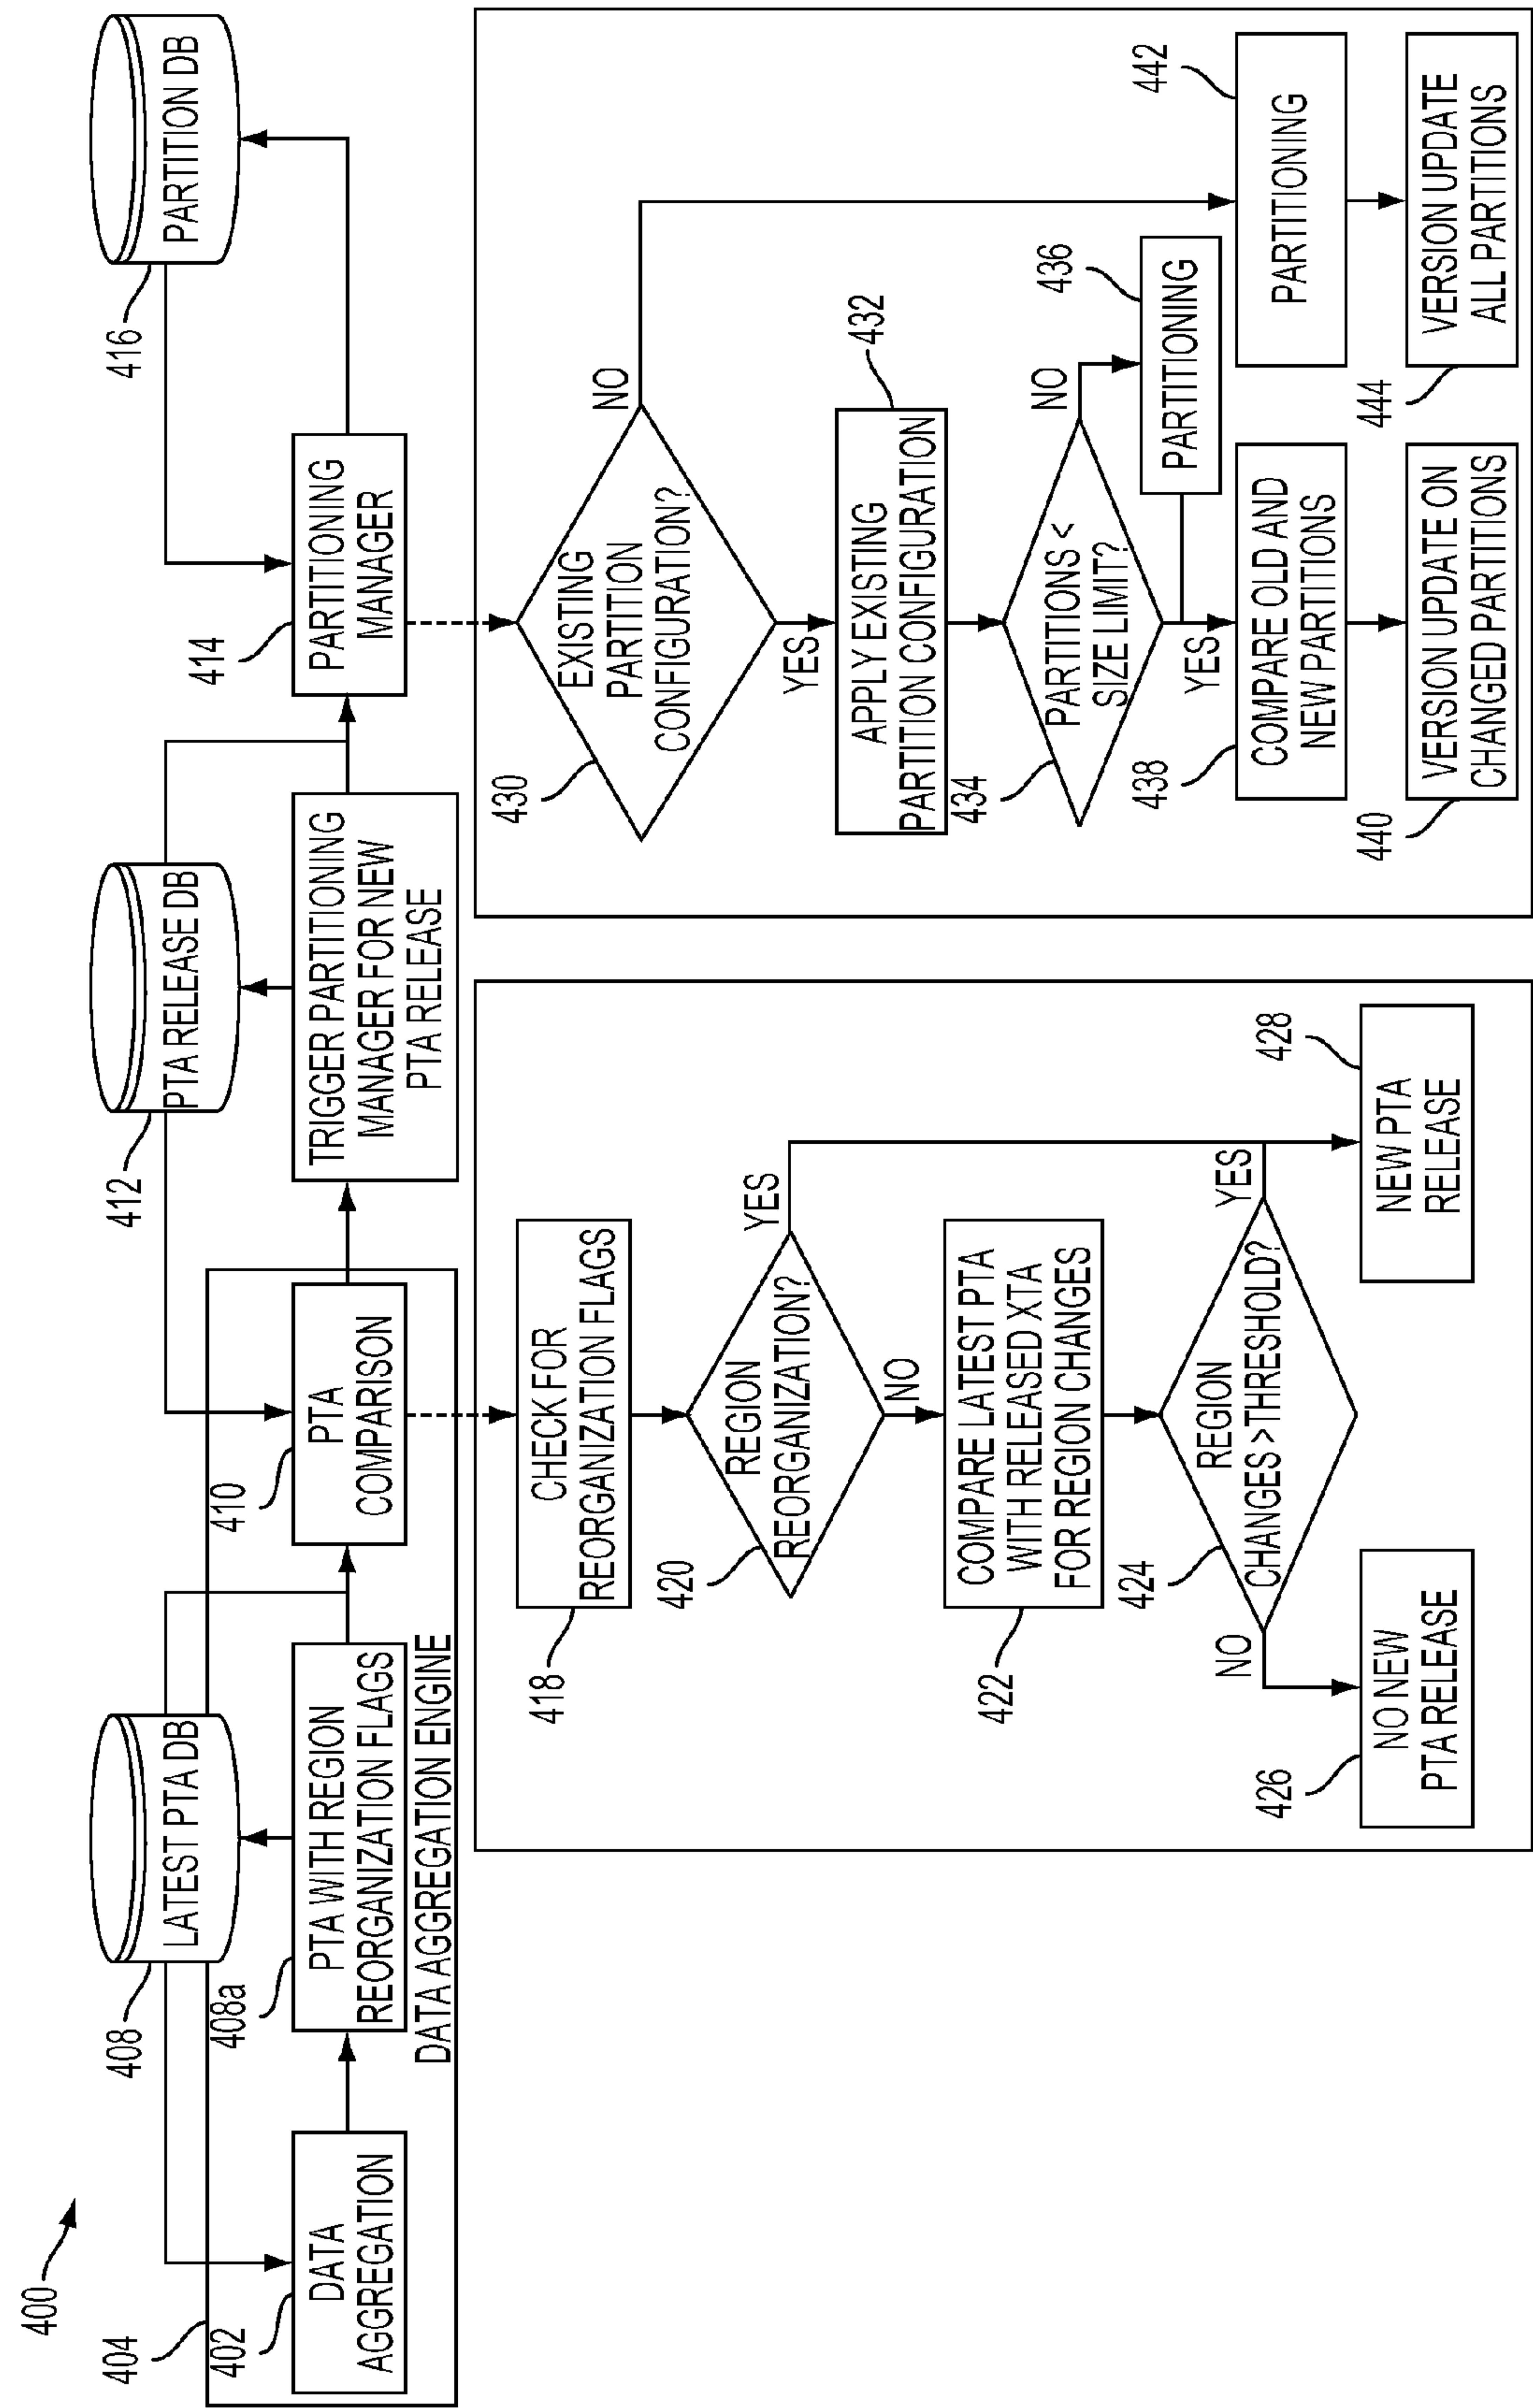 400
404
402
DATA
AGGREGATION
408
LATEST PTA DB
408a
PTA WITH REGION
REORGANIZATION FLAGS
DATA AGGREGATION ENGINE
410
PTA
COMPARISON
412
PTA RELEASE DB
TRIGGER PARTITIONING
MANAGER FOR NEW
PTA RELEASE
414
PARTITIONING
MANAGER
416
PARTITION DB
418
CHECK FOR
REORGANIZATION FLAGS
420
REGION
REORGANIZATION?
YES
NO
422
COMPARE LATEST PTA
WITH RELEASED XTA
FOR REGION CHANGES
424
REGION
CHANGES > THRESHOLD?
NO
YES
426
NO NEW
PTA RELEASE
428
NEW PTA
RELEASE
430
EXISTING
PARTITION
CONFIGURATION?
NO
YES
432
APPLY EXISTING
PARTITION CONFIGURATION
434
PARTITIONS <
SIZE LIMIT?
NO
YES
436
PARTITIONING
438
COMPARE OLD AND
NEW PARTITIONS
440
VERSION UPDATE ON
CHANGED PARTITIONS
442
PARTITIONING
444
VERSION UPDATE
ALL PARTITIONS